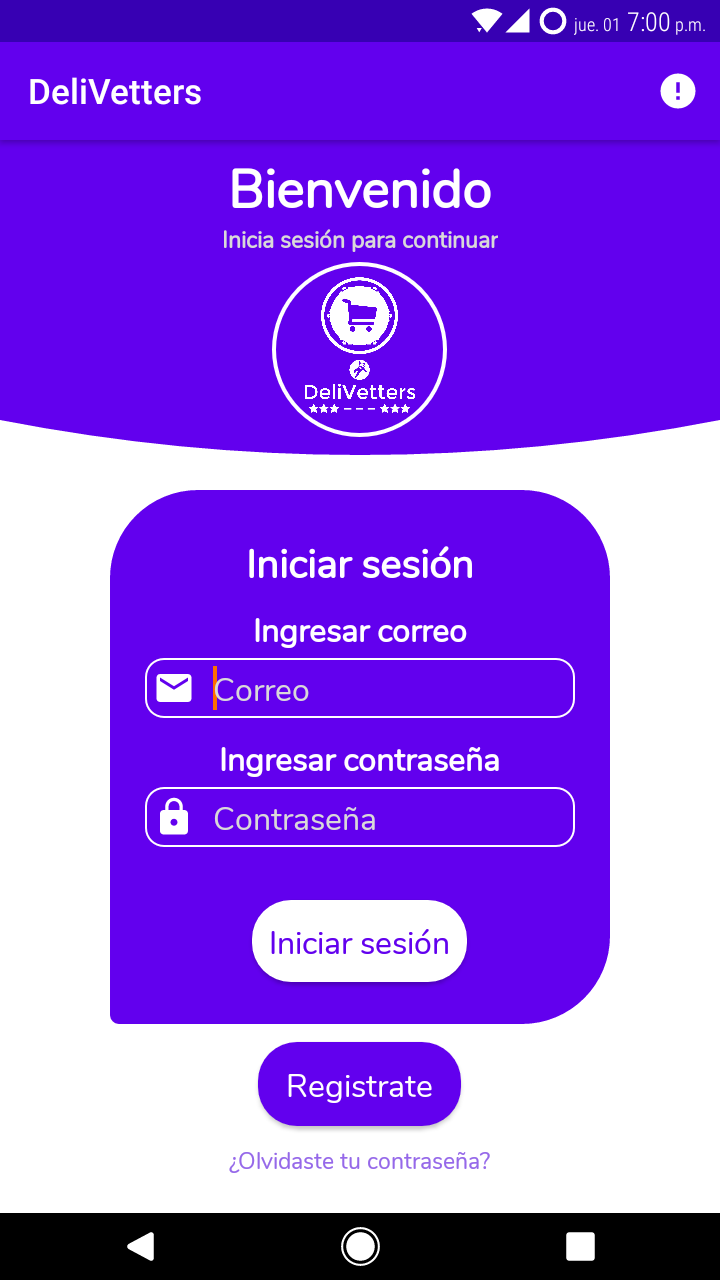 jue. 01 7:00 p.m.
DeliVetters
Bienvenido
Inicia sesión para continuar
DeliVetters
Iniciar sesión
Ingresar correo
Correo
Ingresar contraseña
Contraseña
Iniciar sesión
Registrate
¿Olvidaste tu contraseña?